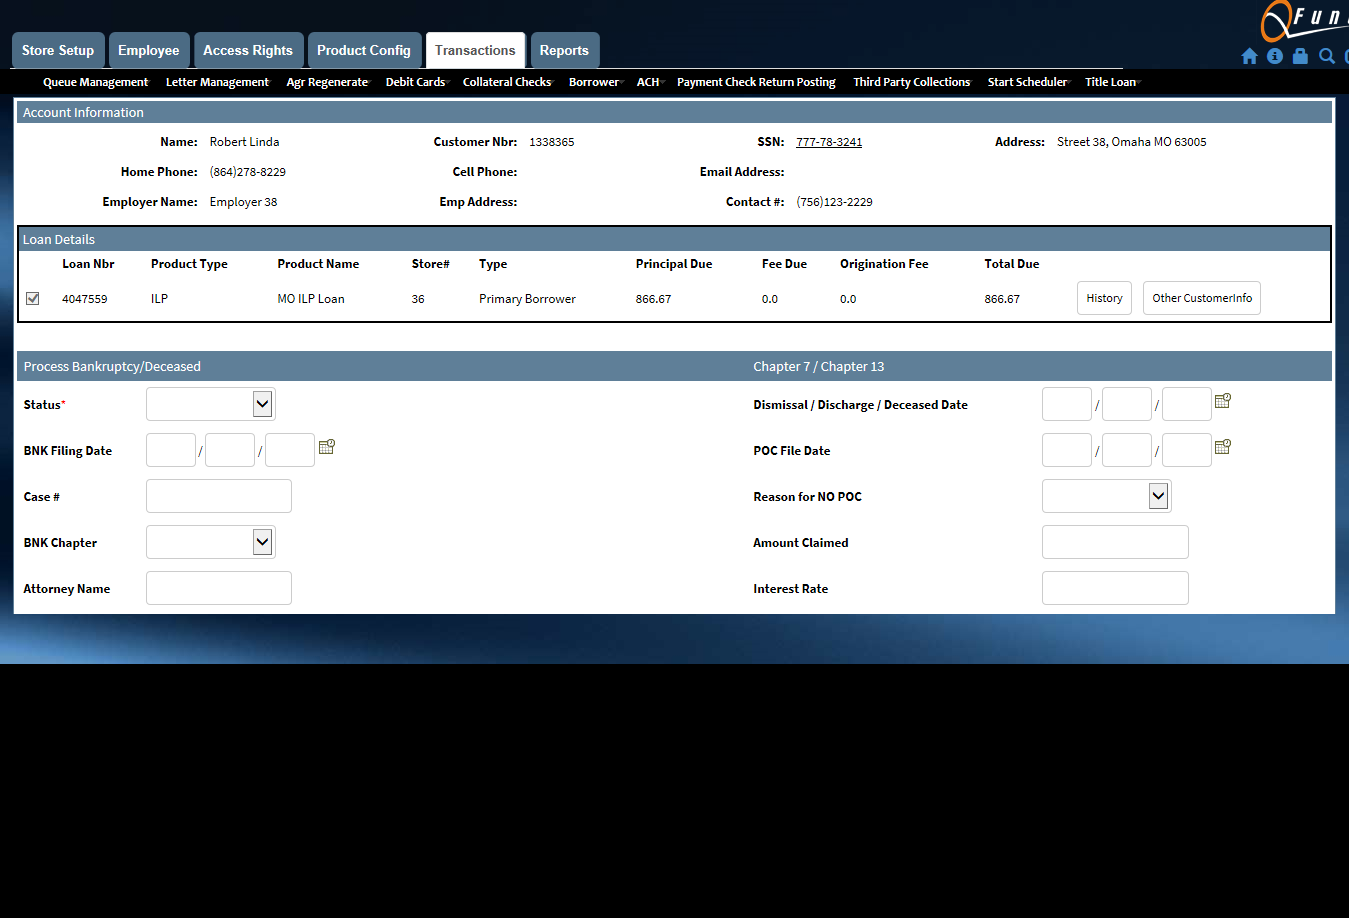 Fun
Store Setup Employee Access Rights Product Config Transactions Reports
Queue Management Letter Management Agr Regenerate Debit Cards Collateral Checks Borrower ACH Payment Check Return Posting Third Party Collections Start Scheduler Title Loan
Account Information
Name: Robert Linda Customer Nbr: 1338365 SSN: 777-78-3241 Address: Street 38, Omaha MO 63005
Home Phone: (864)278-8229 Cell Phone: Email Address:
Employer Name: Employer 38 Emp Address: Contact #: (756)123-2229
Loan Details
Loan Nbr Product Type Product Name Store# Type Principal Due Fee Due Origination Fee Total Due
4047559 ILP MO ILP Loan 36 Primary Borrower 866.67 0.0 0.0 866.67 History Other CustomerInfo
Process Bankruptcy/Deceased Chapter 7 / Chapter 13
Status* Dismissal / Discharge / Deceased Date / /
BNK Filing Date / / POC File Date / /
Case # Reason for NO POC
BNK Chapter Amount Claimed
Attorney Name Interest Rate